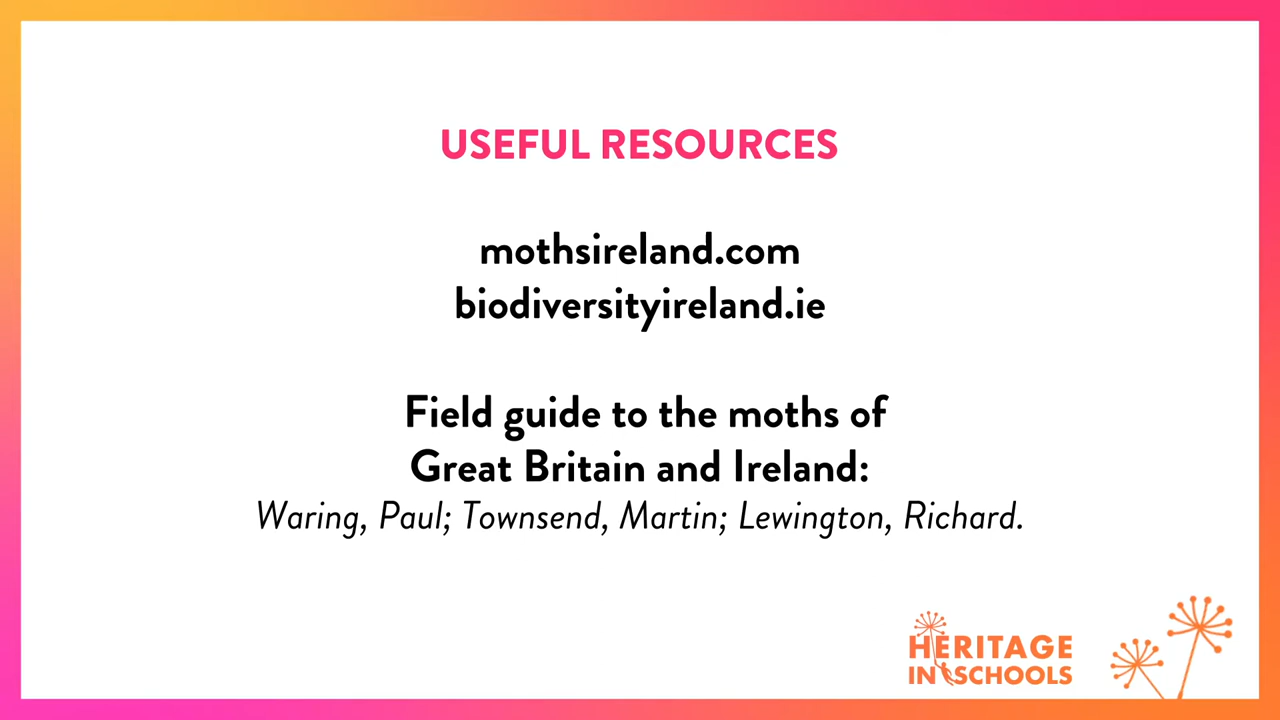 USEFUL RESOURCES
mothsireland.com
biodiversityireland.ie
Field guide to the moths of
Great Britain and Ireland:
Waring, Paul; Townsend, Martin; Lewington, Richard.
HERITAGE
IN SCHOOLS